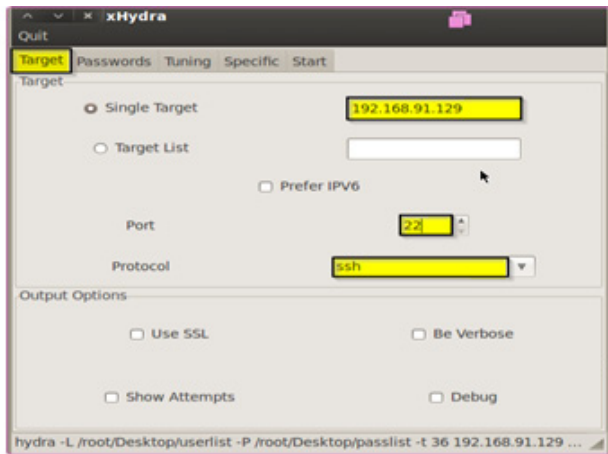 xHydra
Quit
Target Passwords Tuning Specific Start
Target
Single Target 192.168.91.129
Target List
Prefer IPV6
Port 22
Protocol ssh
Output Options
Use SSL Be Verbose
Show Attempts Debug
hydra -L /root/Desktop/userlist -P /root/Desktop/passlist -t 36 192.168.91.129 ...